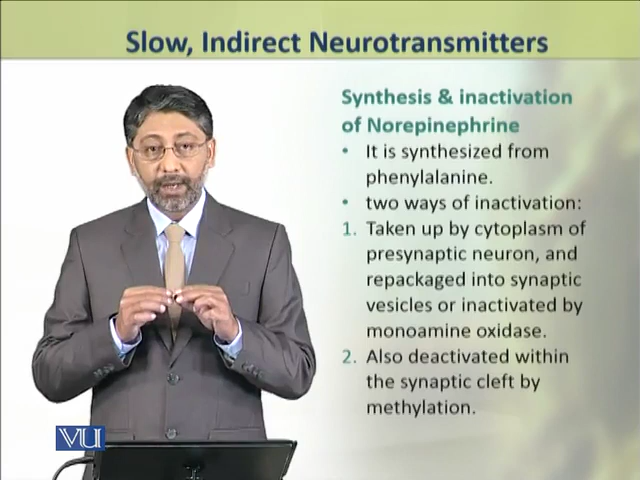 Slow, Indirect Neurotransmitters
Synthesis & inactivation
of Norepinephrine
• It is synthesized from
phenylalanine.
• two ways of inactivation:
1. Taken up by cytoplasm of
presynaptic neuron, and
repackaged into synaptic
vesicles or inactivated by
monoamine oxidase.
2. Also deactivated within
the synaptic cleft by
methylation.
VU